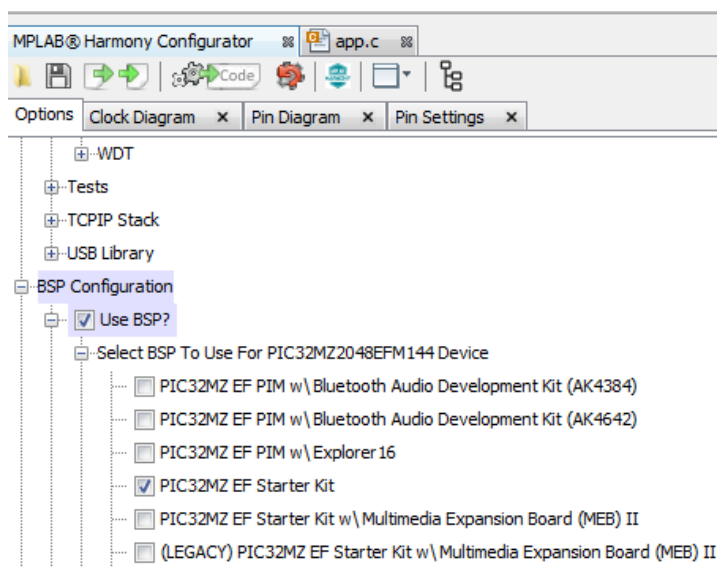 MPLAB® Harmony Configurator app.c
Code
Options Clock Diagram x Pin Diagram x Pin Settings x
WDT
Tests
TCPIP Stack
USB Library
BSP Configuration
Use BSP?
Select BSP To Use For PIC32MZ2048EFM144 Device
PIC32MZ EF PIM w\Bluetooth Audio Development Kit (AK4384)
PIC32MZ EF PIM w\Bluetooth Audio Development Kit (AK4642)
PIC32MZ EF PIM w\Explorer16
PIC32MZ EF Starter Kit
PIC32MZ EF Starter Kit w\Multimedia Expansion Board (MEB) II
(LEGACY) PIC32MZ EF Starter Kit w\Multimedia Expansion Board (MEB) II